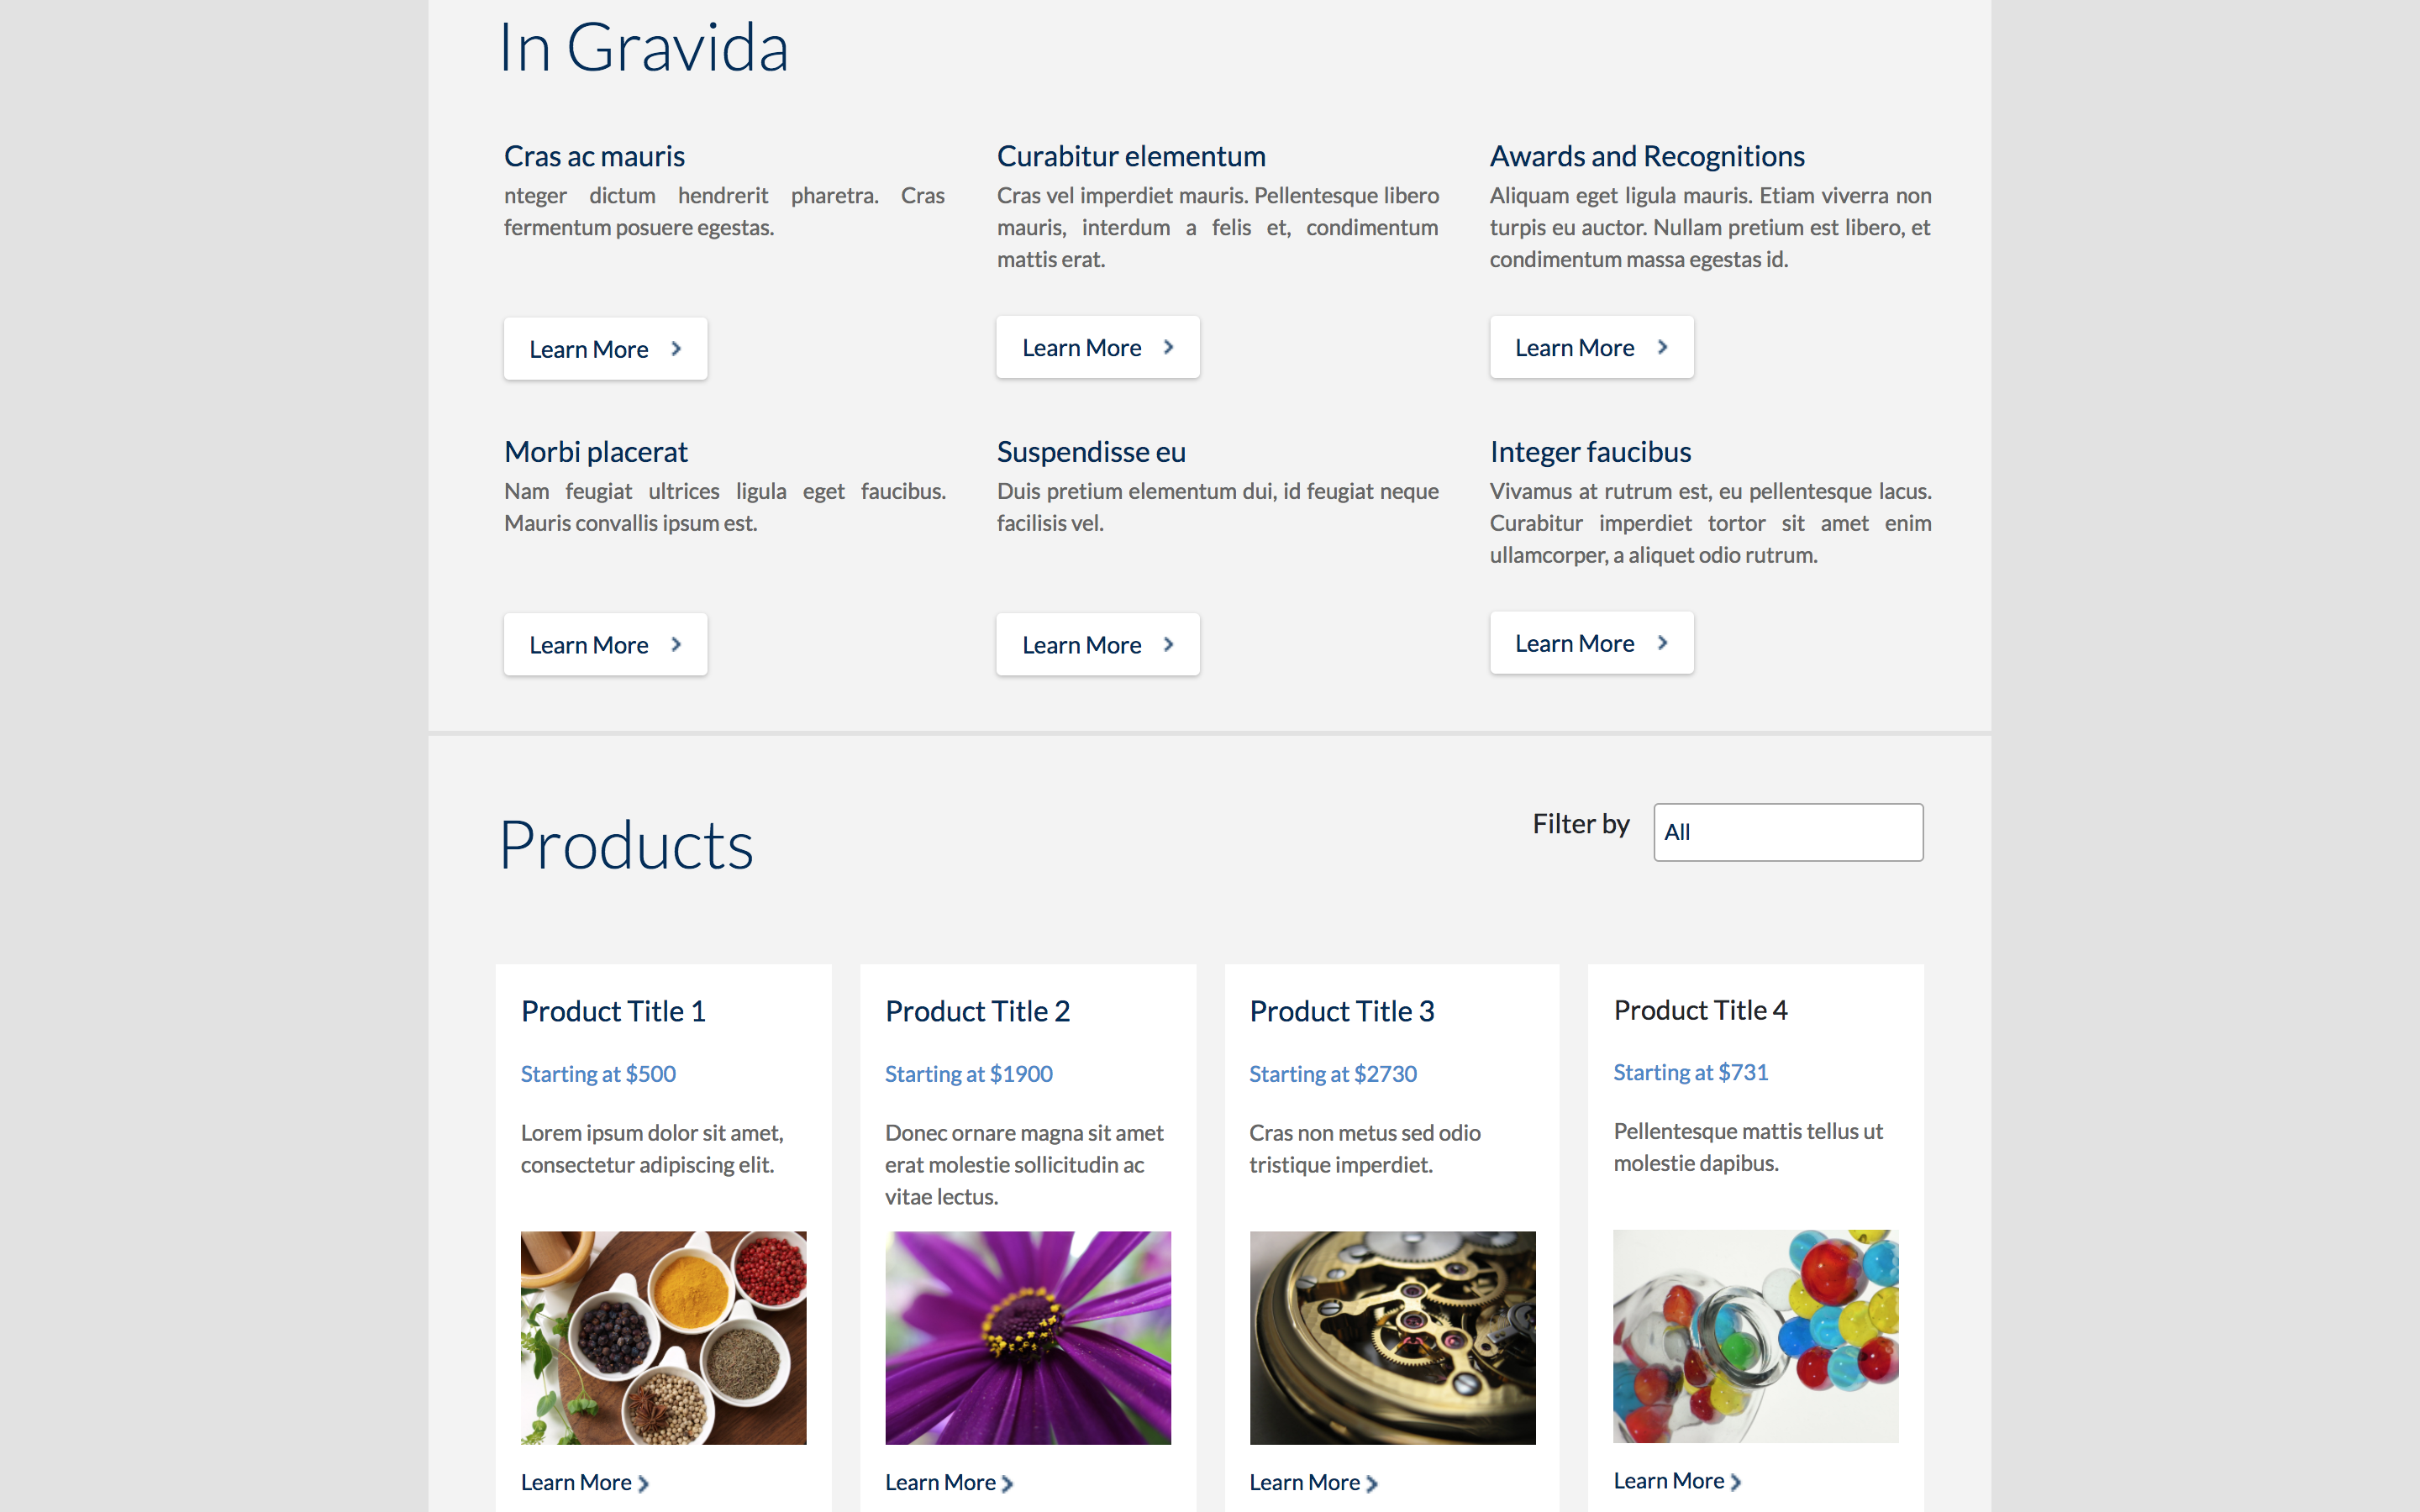 In Gravida
Cras ac mauris
nteger dictum hendrerit pharetra. Cras
fermentum posuere egestas.
Learn More
Curabitur elementum
Cras vel imperdiet mauris. Pellentesque libero
mauris, interdum a felis et, condimentum
mattis erat.
Learn More
Awards and Recognitions
Aliquam eget ligula mauris. Etiam viverra non
turpis eu auctor. Nullam pretium est libero, et
condimentum massa egestas id.
Learn More
Morbi placerat
Nam feugiat ultrices ligula eget faucibus.
Mauris convallis ipsum est.
Learn More
Suspendisse eu
Duis pretium elementum dui, id feugiat neque
facilisis vel.
Learn More
Integer faucibus
Vivamus at rutrum est, eu pellentesque lacus.
Curabitur imperdiet tortor sit amet enim
ullamcorper, a aliquet odio rutrum.
Learn More
Products
Filter by
All
Product Title 1
Starting at $500
Lorem ipsum dolor sit amet,
consectetur adipiscing elit.
Learn More
Product Title 2
Starting at $1900
Donec ornare magna sit amet
erat molestie sollicitudin ac
vitae lectus.
Learn More
Product Title 3
Starting at $2730
Cras non metus sed odio
tristique imperdiet.
Learn More
Product Title 4
Starting at $731
Pellentesque mattis tellus ut
molestie dapibus.
Learn More